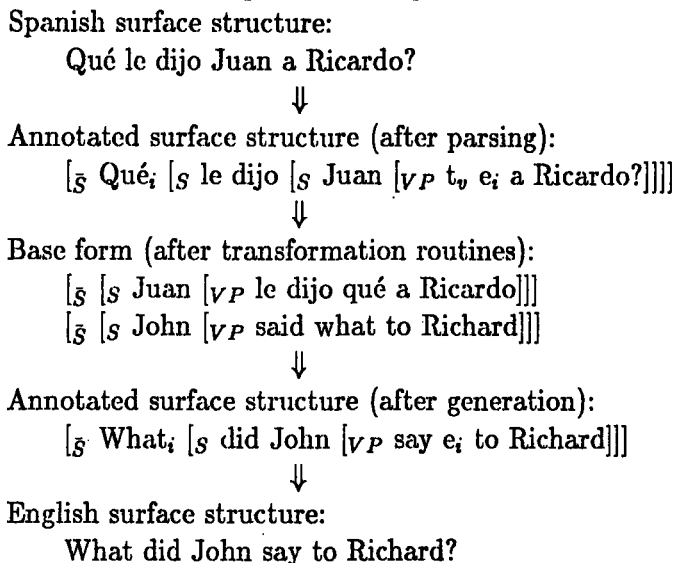 Spanish surface structure:
Qué le dijo Juan a Ricardo?
⇓
Annotated surface structure (after parsing):
[S̄ Quéᵢ [S le dijo [S Juan [VP tᵥ eᵢ a Ricardo?]]]]
⇓
Base form (after transformation routines):
[S̄ [S Juan [VP le dijo qué a Ricardo]]]
[S̄ [S John [VP said what to Richard]]]
⇓
Annotated surface structure (after generation):
[S̄ Whatᵢ [S did John [VP say eᵢ to Richard]]]
⇓
English surface structure:
What did John say to Richard?